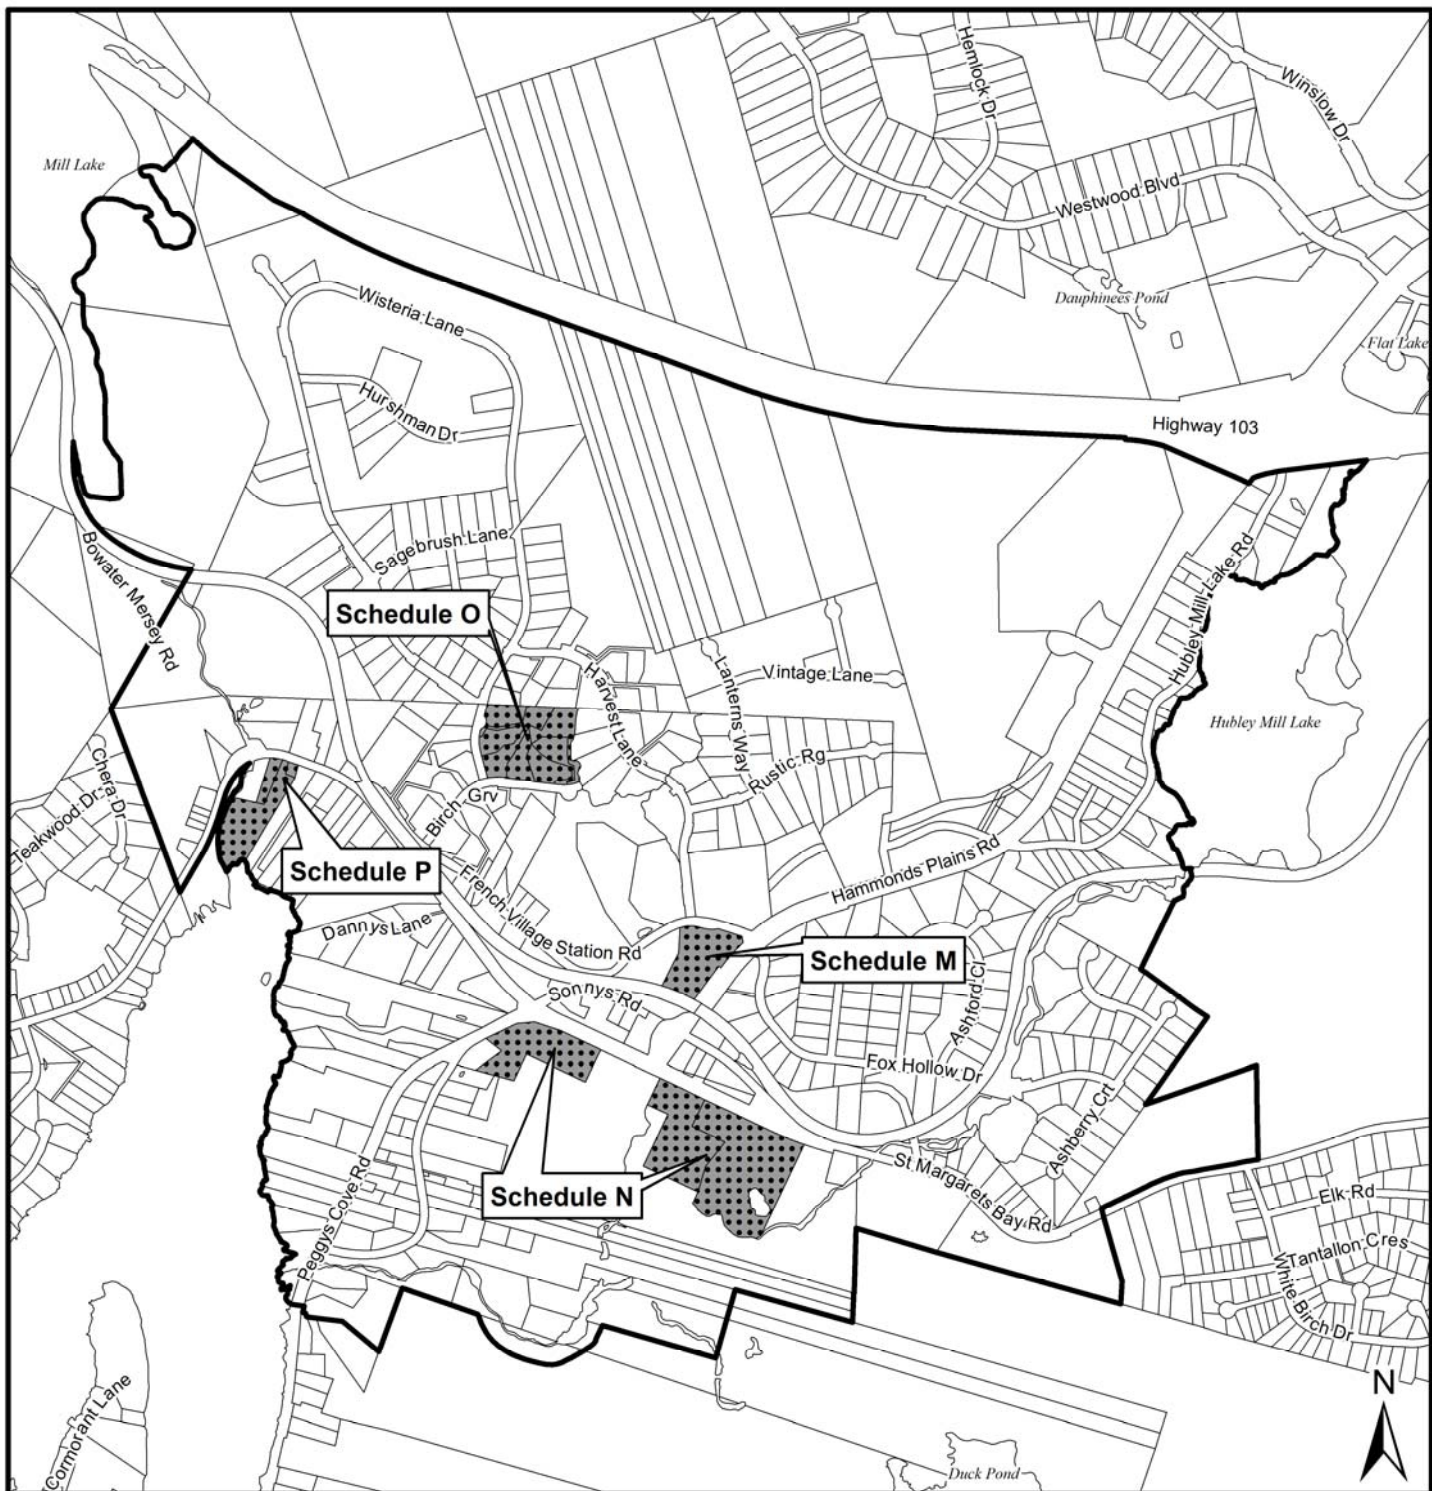 Hemlock Dr
Winslow Dr
Mill Lake
Westwood Blvd
Dauphinees Pond
Wisteria Lane
Flat Lake
Hurshman Dr
Highway 103
Sagebrush Lane
Bowater Mersey Rd
Hubley Mill Lake Rd
Schedule O
Harvest Lane
Lanterns Way
Vintage Lane
Hubley Mill Lake
Chera Dr
Rustic Rg
Teakwood Dr
Birch Grv
Schedule P
Hammonds Plains Rd
French Village Station Rd
Dannys Lane
Schedule M
Sonnys Rd
Ashford Cl
Fox Hollow Dr
Ashberry Crt
St Margarets Bay Rd
Schedule N
Peggys Cove Rd
Elk Rd
Tantallon Cres
White Birch Dr
N
Cormorant Lane
Duck Pond